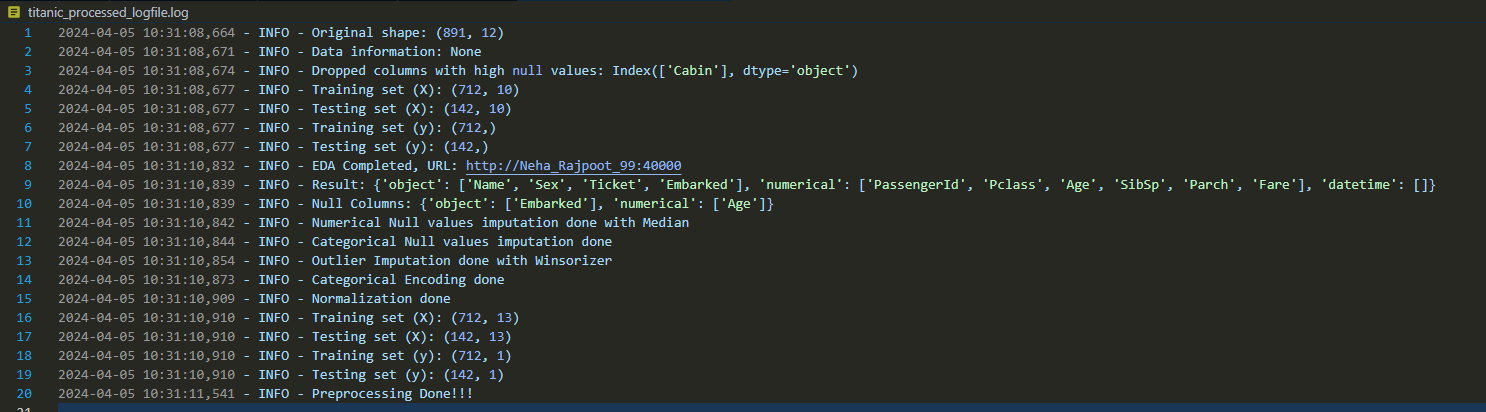 titanic_processed_logfile.log
1 2024-04-05 10:31:08,664 - INFO - Original shape: (891, 12)
2 2024-04-05 10:31:08,671 - INFO - Data information: None
3 2024-04-05 10:31:08,674 - INFO - Dropped columns with high null values: Index(['Cabin'], dtype='object')
4 2024-04-05 10:31:08,677 - INFO - Training set (X): (712, 10)
5 2024-04-05 10:31:08,677 - INFO - Testing set (X): (142, 10)
6 2024-04-05 10:31:08,677 - INFO - Training set (y): (712,)
7 2024-04-05 10:31:08,677 - INFO - Testing set (y): (142,)
8 2024-04-05 10:31:10,832 - INFO - EDA Completed, URL: http://Neha_Rajpoot_99:40000
9 2024-04-05 10:31:10,839 - INFO - Result: {'object': ['Name', 'Sex', 'Ticket', 'Embarked'], 'numerical': ['PassengerId', 'Pclass', 'Age', 'SibSp', 'Parch', 'Fare'], 'datetime': []}
10 2024-04-05 10:31:10,839 - INFO - Null Columns: {'object': ['Embarked'], 'numerical': ['Age']}
11 2024-04-05 10:31:10,842 - INFO - Numerical Null values imputation done with Median
12 2024-04-05 10:31:10,844 - INFO - Categorical Null values imputation done
13 2024-04-05 10:31:10,854 - INFO - Outlier Imputation done with Winsorizer
14 2024-04-05 10:31:10,873 - INFO - Categorical Encoding done
15 2024-04-05 10:31:10,909 - INFO - Normalization done
16 2024-04-05 10:31:10,910 - INFO - Training set (X): (712, 13)
17 2024-04-05 10:31:10,910 - INFO - Testing set (X): (142, 13)
18 2024-04-05 10:31:10,910 - INFO - Training set (y): (712, 1)
19 2024-04-05 10:31:10,910 - INFO - Testing set (y): (142, 1)
20 2024-04-05 10:31:11,541 - INFO - Preprocessing Done!!!
21